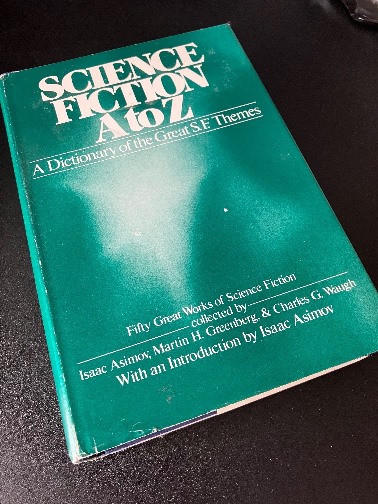 SCIENCE
FICTION
A to Z
A Dictionary of the Great S.F. Themes
Fifty Great Works of Science Fiction
collected by
Isaac Asimov, Martin H. Greenberg & Charles G. Waugh
With an Introduction by Isaac Asimov